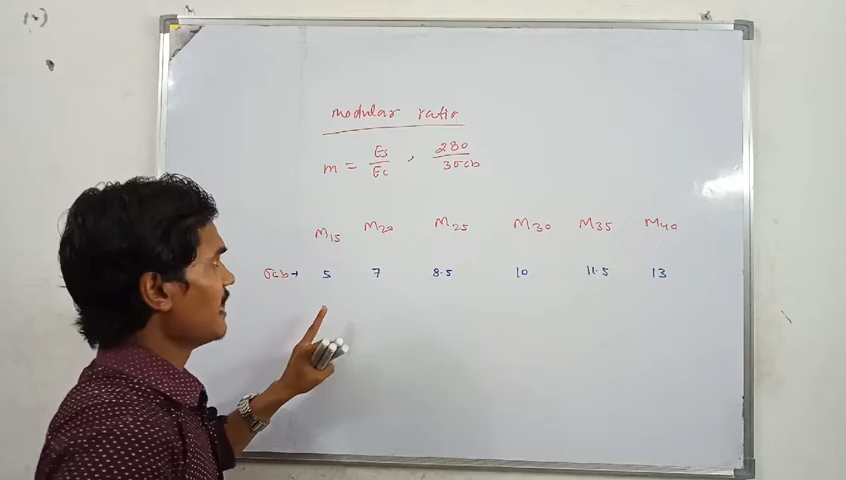 modular ratio
m = Es/Ec , 280/3σcb
M15 M20 M25 M30 M35 M40
σcb → 5 7 8.5 10 11.5 13